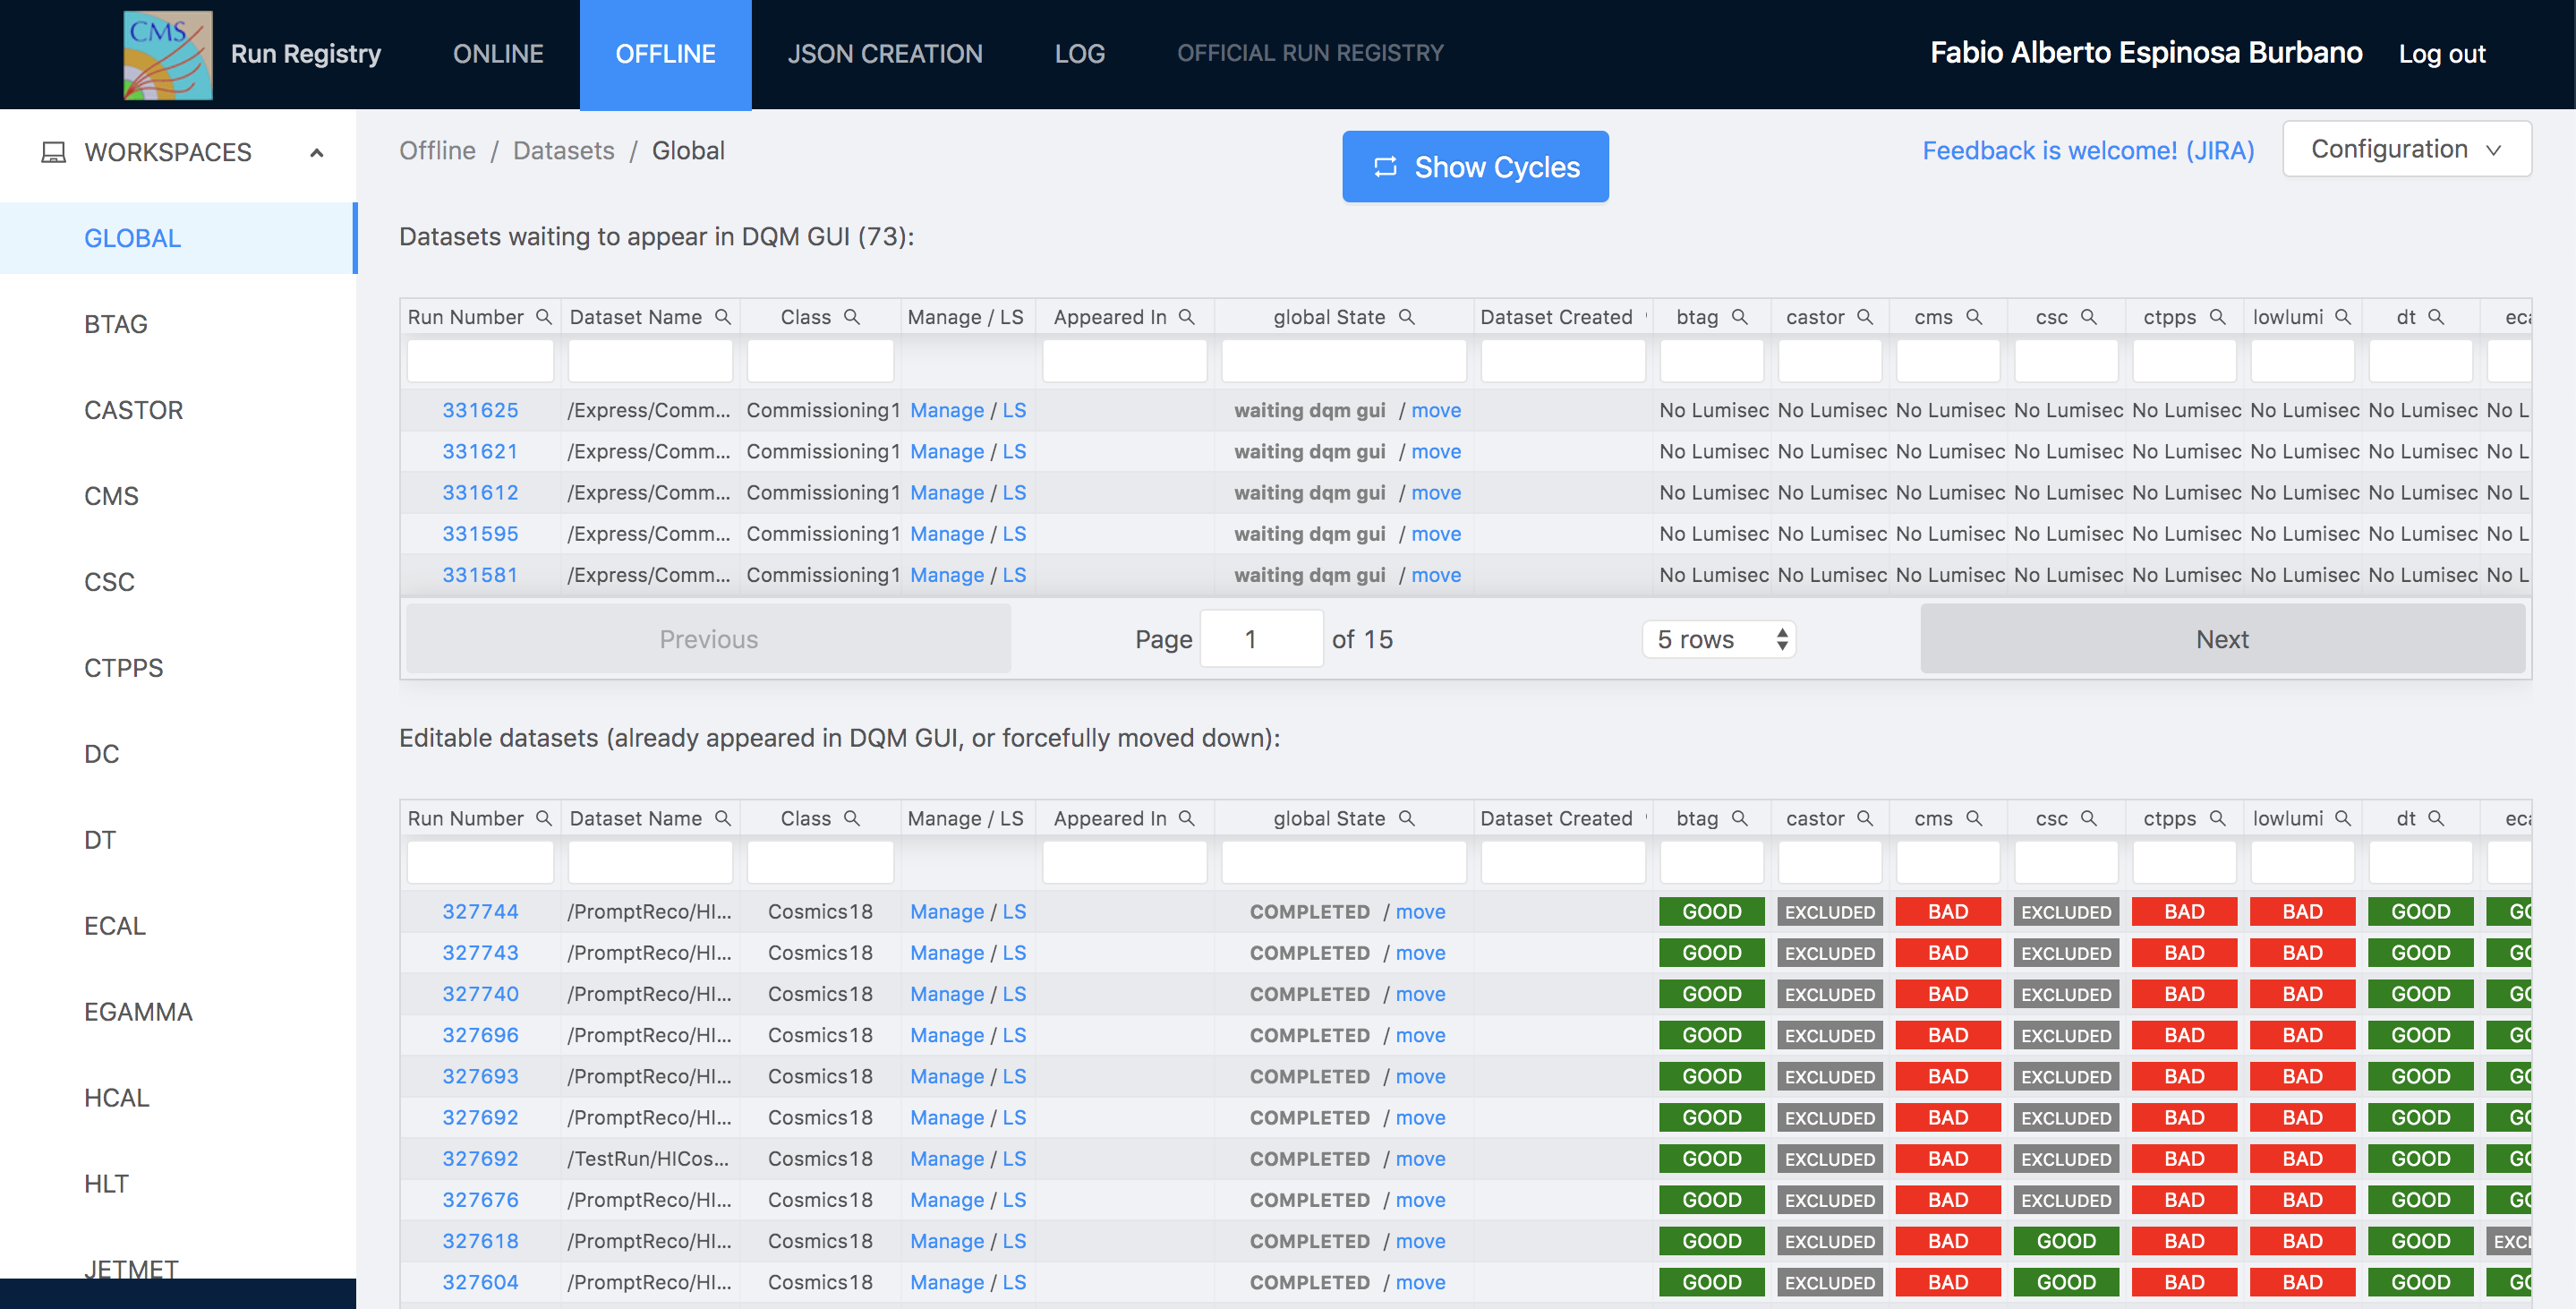 CMS Run Registry ONLINE OFFLINE JSON CREATION LOG OFFICIAL RUN REGISTRY Fabio Alberto Espinosa Burbano Log out
WORKSPACES
GLOBAL
BTAG
CASTOR
CMS
CSC
CTPPS
DC
DT
ECAL
EGAMMA
HCAL
HLT
JETMET
Offline / Datasets / Global Show Cycles Feedback is welcome! (JIRA) Configuration
Datasets waiting to appear in DQM GUI (73):
Run Number Dataset Name Class Manage / LS Appeared In global State Dataset Created btag castor cms csc ctpps lowlumi dt eca
331625 /Express/Comm... Commissioning1 Manage / LS waiting dqm gui / move No Lumisec No Lumisec No Lumisec No Lumisec No Lumisec No Lumisec No Lumisec No L
331621 /Express/Comm... Commissioning1 Manage / LS waiting dqm gui / move No Lumisec No Lumisec No Lumisec No Lumisec No Lumisec No Lumisec No Lumisec No L
331612 /Express/Comm... Commissioning1 Manage / LS waiting dqm gui / move No Lumisec No Lumisec No Lumisec No Lumisec No Lumisec No Lumisec No Lumisec No L
331595 /Express/Comm... Commissioning1 Manage / LS waiting dqm gui / move No Lumisec No Lumisec No Lumisec No Lumisec No Lumisec No Lumisec No Lumisec No L
331581 /Express/Comm... Commissioning1 Manage / LS waiting dqm gui / move No Lumisec No Lumisec No Lumisec No Lumisec No Lumisec No Lumisec No Lumisec No L
Previous Page 1 of 15 5 rows Next
Editable datasets (already appeared in DQM GUI, or forcefully moved down):
Run Number Dataset Name Class Manage / LS Appeared In global State Dataset Created btag castor cms csc ctpps lowlumi dt eca
327744 /PromptReco/HI... Cosmics18 Manage / LS COMPLETED / move GOOD EXCLUDED BAD EXCLUDED BAD BAD GOOD GO
327743 /PromptReco/HI... Cosmics18 Manage / LS COMPLETED / move GOOD EXCLUDED BAD EXCLUDED BAD BAD GOOD GO
327740 /PromptReco/HI... Cosmics18 Manage / LS COMPLETED / move GOOD EXCLUDED BAD EXCLUDED BAD BAD GOOD GO
327696 /PromptReco/HI... Cosmics18 Manage / LS COMPLETED / move GOOD EXCLUDED BAD EXCLUDED BAD BAD GOOD GO
327693 /PromptReco/HI... Cosmics18 Manage / LS COMPLETED / move GOOD EXCLUDED BAD EXCLUDED BAD BAD GOOD GO
327692 /PromptReco/HI... Cosmics18 Manage / LS COMPLETED / move GOOD EXCLUDED BAD EXCLUDED BAD BAD GOOD GO
327692 /TestRun/HICos... Cosmics18 Manage / LS COMPLETED / move GOOD EXCLUDED BAD EXCLUDED BAD BAD GOOD GO
327676 /PromptReco/HI... Cosmics18 Manage / LS COMPLETED / move GOOD EXCLUDED BAD EXCLUDED BAD BAD GOOD GO
327618 /PromptReco/HI... Cosmics18 Manage / LS COMPLETED / move GOOD EXCLUDED BAD GOOD BAD BAD GOOD EXCL
327604 /PromptReco/HI... Cosmics18 Manage / LS COMPLETED / move GOOD EXCLUDED BAD GOOD BAD BAD GOOD GO